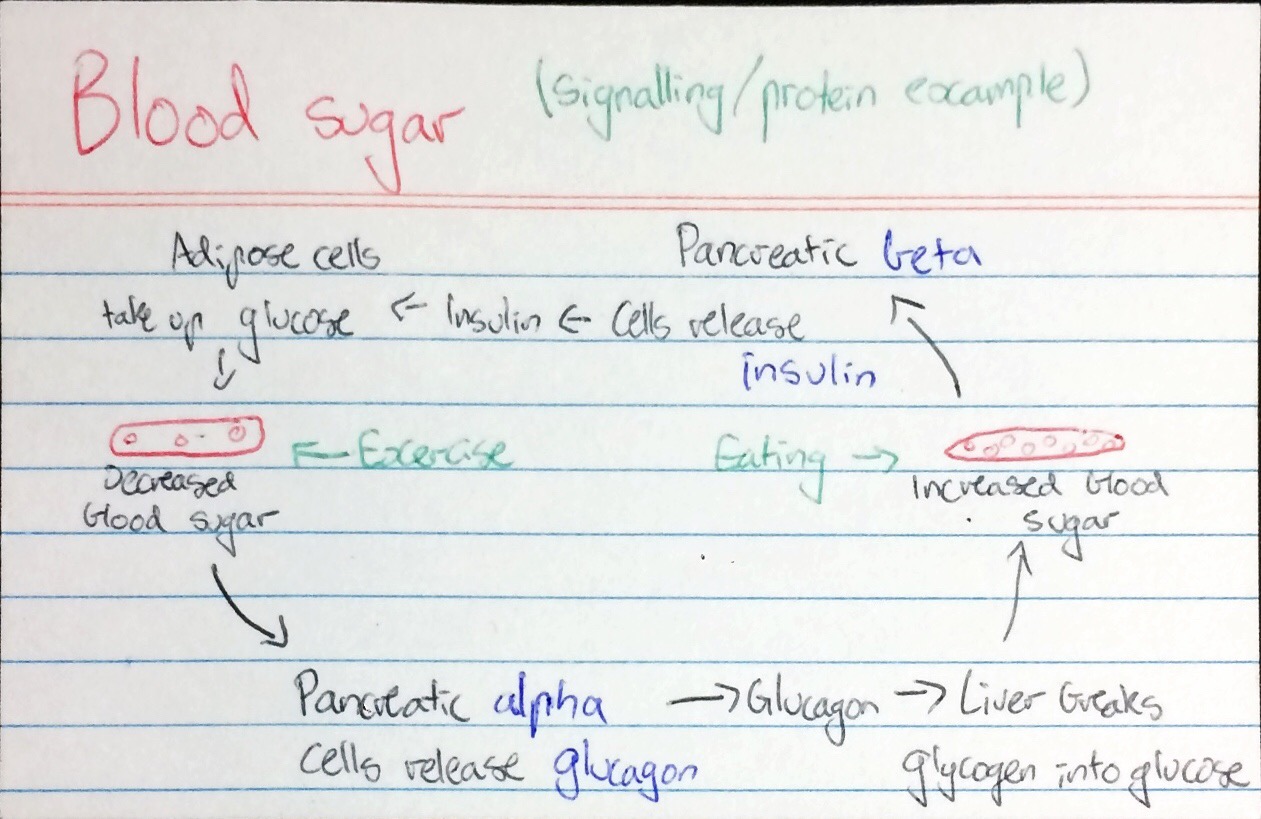 Blood sugar (Signalling/protein example)
Adipose cells Pancreatic beta
take up glucose ← Insulin ← Cells release
↓ insulin
← Exercise Eating →
Decreased Increased blood
blood sugar sugar
Pancreatic alpha → Glucagon → Liver breaks
cells release glucagon glycogen into glucose